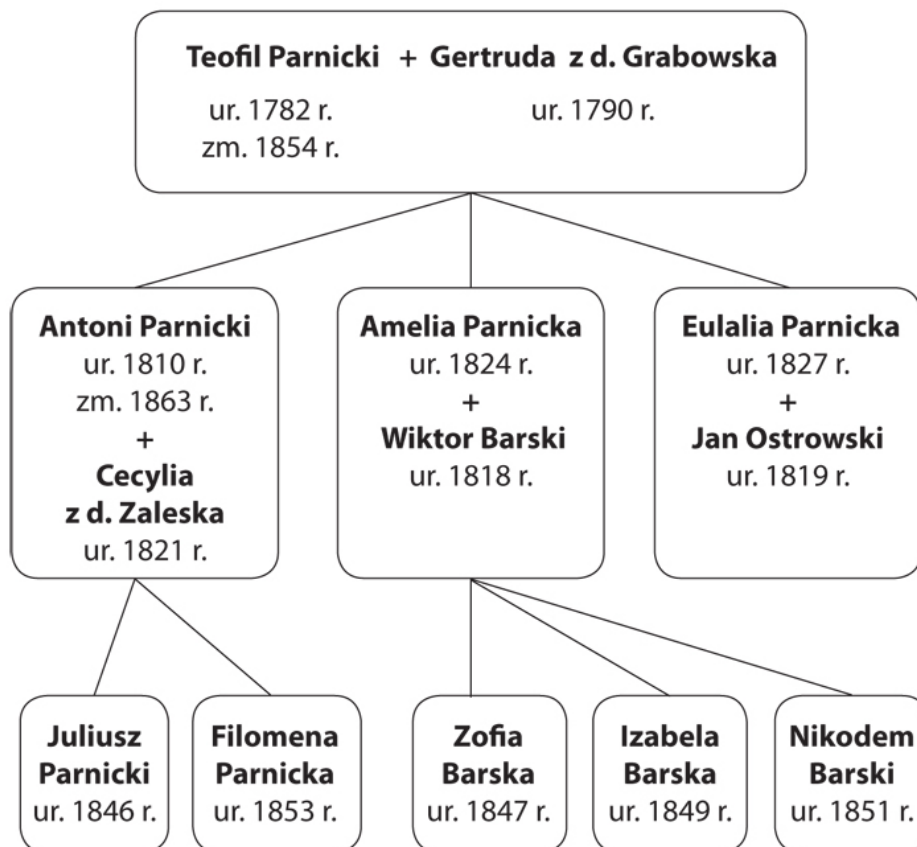 Teofil Parnicki + Gertruda z d. Grabowska
ur. 1782 r. ur. 1790 r.
zm. 1854 r.
Antoni Parnicki
ur. 1810 r.
zm. 1863 r.
+
Cecylia
z d. Zaleska
ur. 1821 r.
Amelia Parnicka
ur. 1824 r.
+
Wiktor Barski
ur. 1818 r.
Eulalia Parnicka
ur. 1827 r.
+
Jan Ostrowski
ur. 1819 r.
Juliusz
Parnicki
ur. 1846 r.
Filomena
Parnicka
ur. 1853 r.
Zofia
Barska
ur. 1847 r.
Izabela
Barska
ur. 1849 r.
Nikodem
Barski
ur. 1851 r.